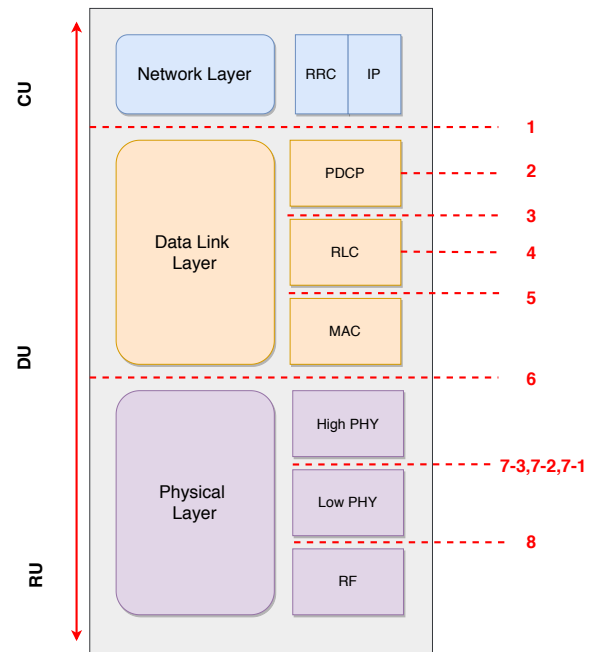 CU
Network Layer
RRC
IP
1
PDCP
2
3
Data Link
Layer
RLC
4
5
MAC
DU
6
High PHY
7-3,7-2,7-1
Physical
Layer
Low PHY
8
RU
RF